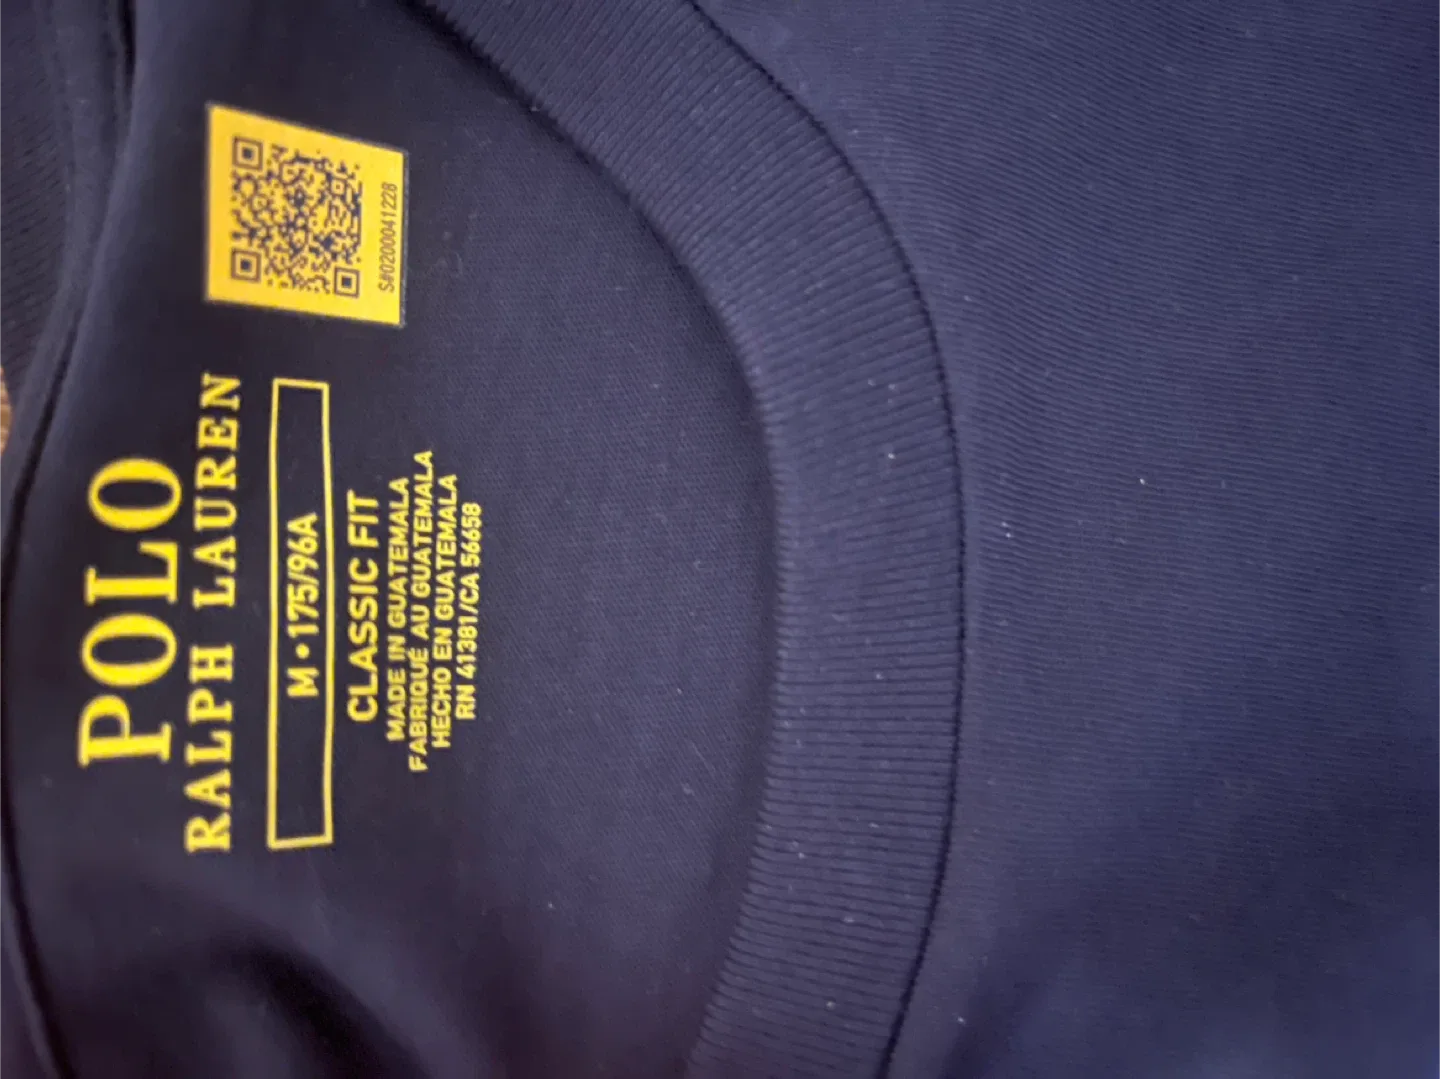 POLO
RALPH LAUREN
M • 175/96A
CLASSIC FIT
MADE IN GUATEMALA
FABRIQUÉ AU GUATEMALA
HECHO EN GUATEMALA
RN 41381/CA 56658
S#0200041228